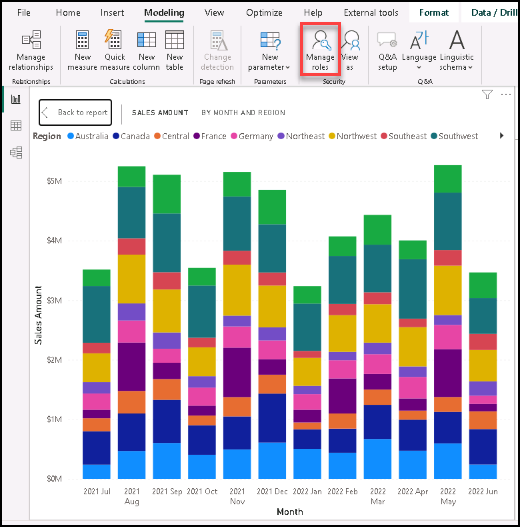 File Home Insert Modeling View Optimize Help External tools Format Data / Drill
Manage relationships
New measure
Quick measure
New column
New table
Change detection
New parameter
Manage roles
View as
Q&A setup
Language
Linguistic schema
Relationships Calculations Page refresh Parameters Security Q&A
Back to report SALES AMOUNT BY MONTH AND REGION
Region Australia Canada Central France Germany Northeast Northwest Southeast Southwest
$5M
$4M
$3M
$2M
$1M
$0M
Sales Amount
2021 Jul 2021 Aug 2021 Sep 2021 Oct 2021 Nov 2021 Dec 2022 Jan 2022 Feb 2022 Mar 2022 Apr 2022 May 2022 Jun
Month